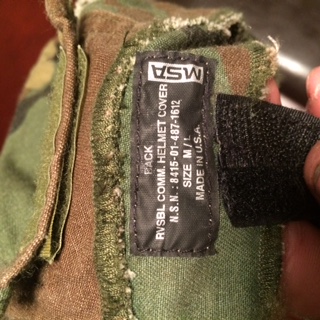 MSA
PACK
RVSBL COMM. HELMET COVER
N.S.N.: 8415-01-487-1612
SIZE M/L
MADE IN U.S.A.